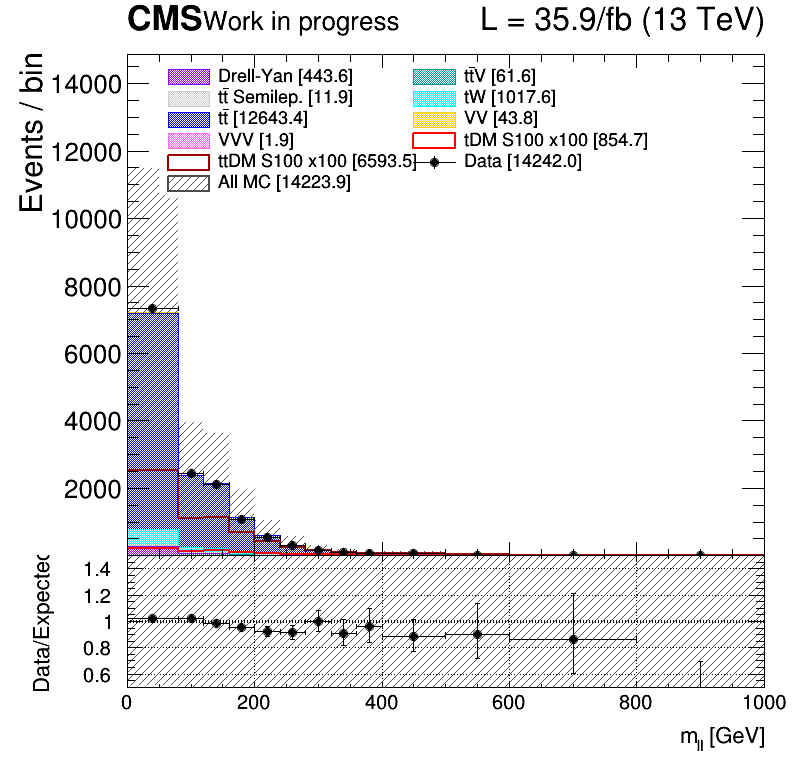 CMS Work in progress L = 35.9/fb (13 TeV)
Events / bin
14000
12000
10000
8000
6000
4000
2000
Drell-Yan [443.6]
tt̄ Semilep. [11.9]
tt̄ [12643.4]
VVV [1.9]
ttDM S100 x100 [6593.5]
All MC [14223.9]
tt̄V [61.6]
tW [1017.6]
VV [43.8]
tDM S100 x100 [854.7]
Data [14242.0]
Data/Expected
1.4
1.2
1
0.8
0.6
0 200 400 600 800 1000
m_ll [GeV]